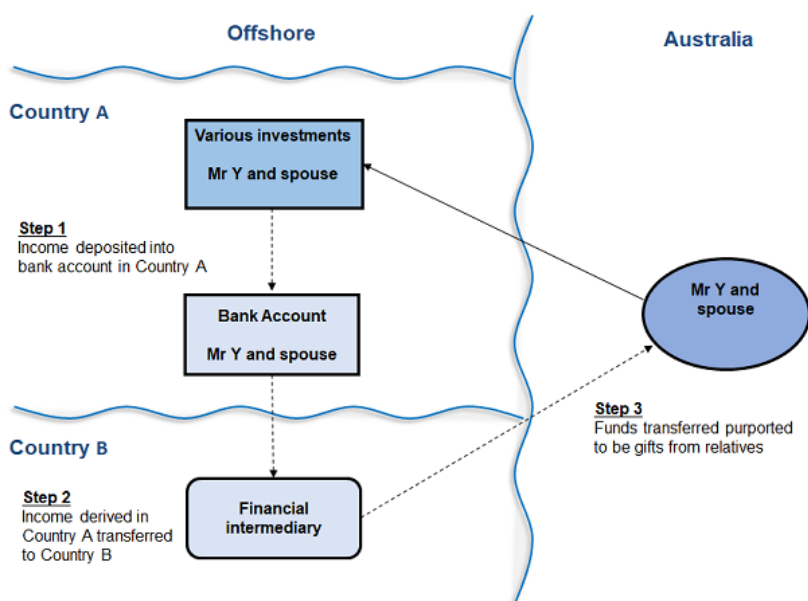 Offshore
Australia
Country A
Various investments
Mr Y and spouse
Step 1
Income deposited into
bank account in Country A
Bank Account
Mr Y and spouse
Mr Y and
spouse
Step 3
Funds transferred purported
to be gifts from relatives
Country B
Step 2
Income derived in
Country A transferred
to Country B
Financial
intermediary